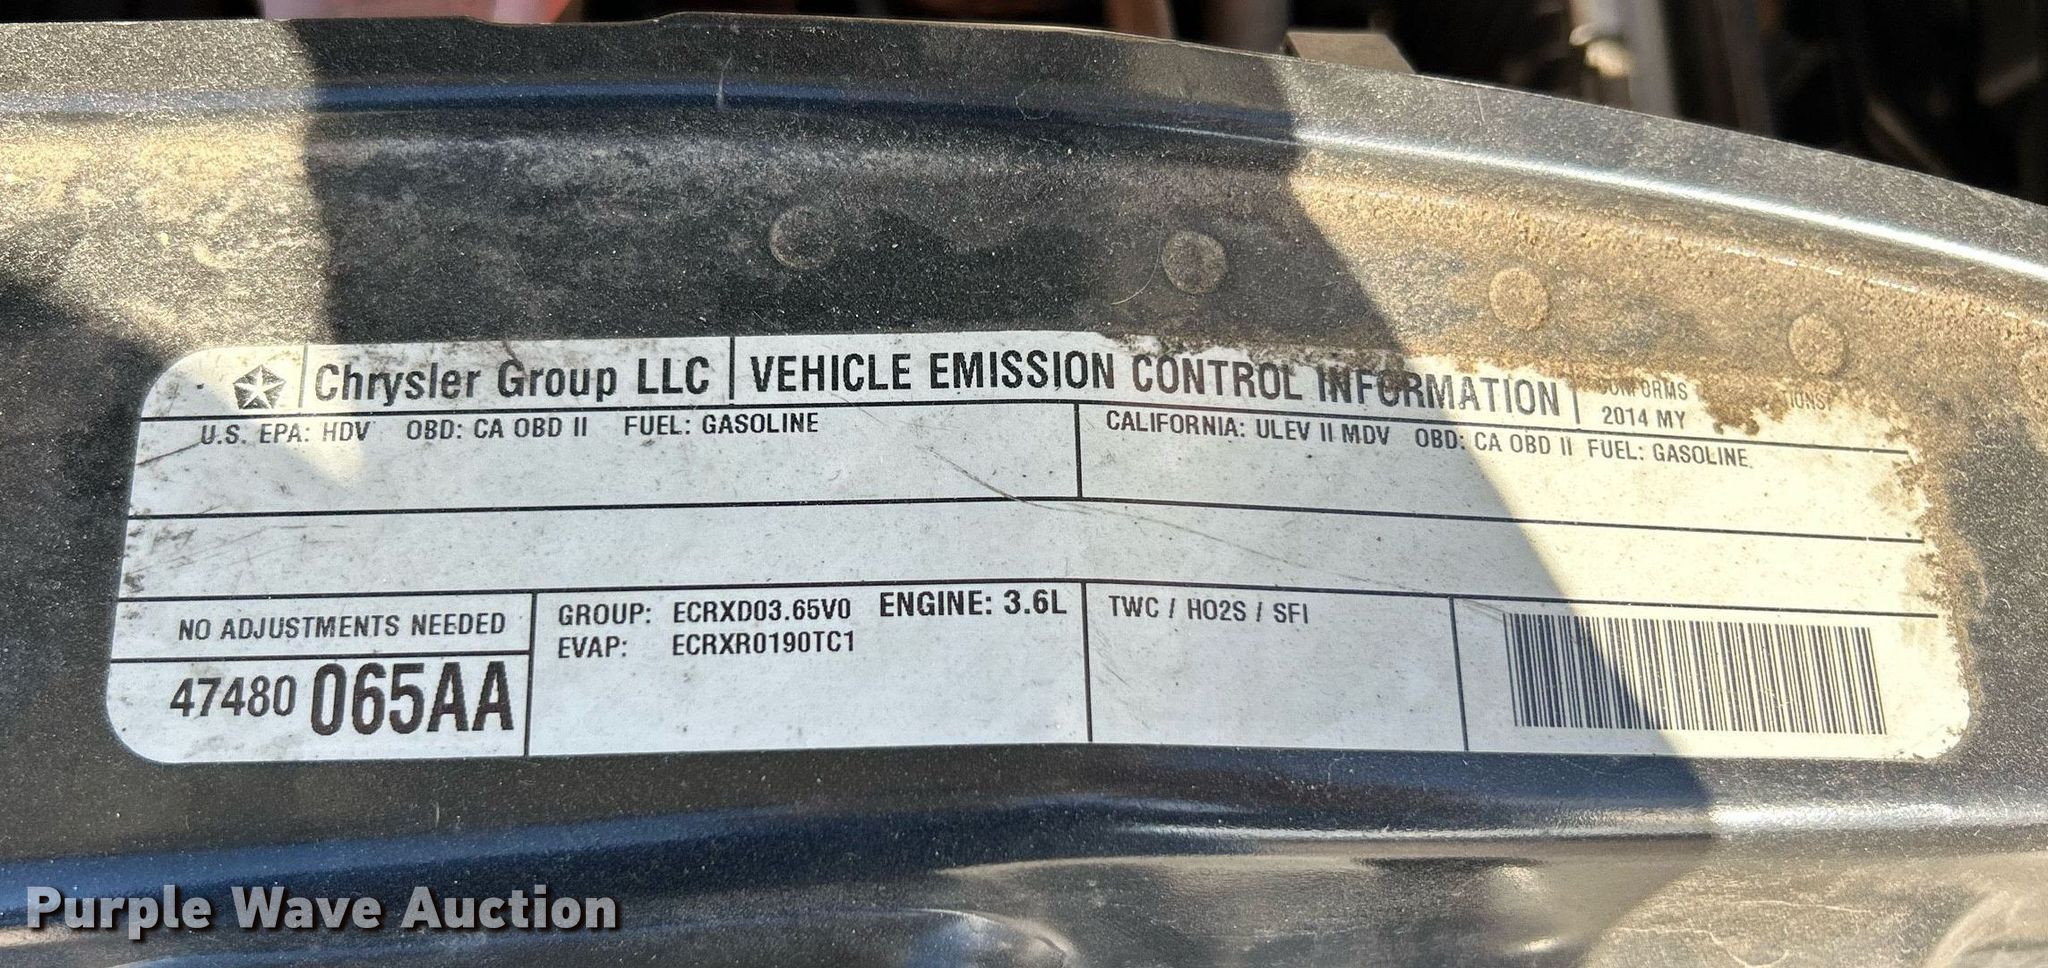 Chrysler Group LLC VEHICLE EMISSION CONTROL INFORMATION
2014 MY
U.S. EPA: HDV OBD: CA OBD II FUEL: GASOLINE
CALIFORNIA: ULEV II MDV OBD: CA OBD II FUEL: GASOLINE
NO ADJUSTMENTS NEEDED
47480 065AA
GROUP: ECRXD03.65V0 ENGINE: 3.6L
EVAP: ECRXR0190TC1
TWC / HO2S / SFI
Purple Wave Auction